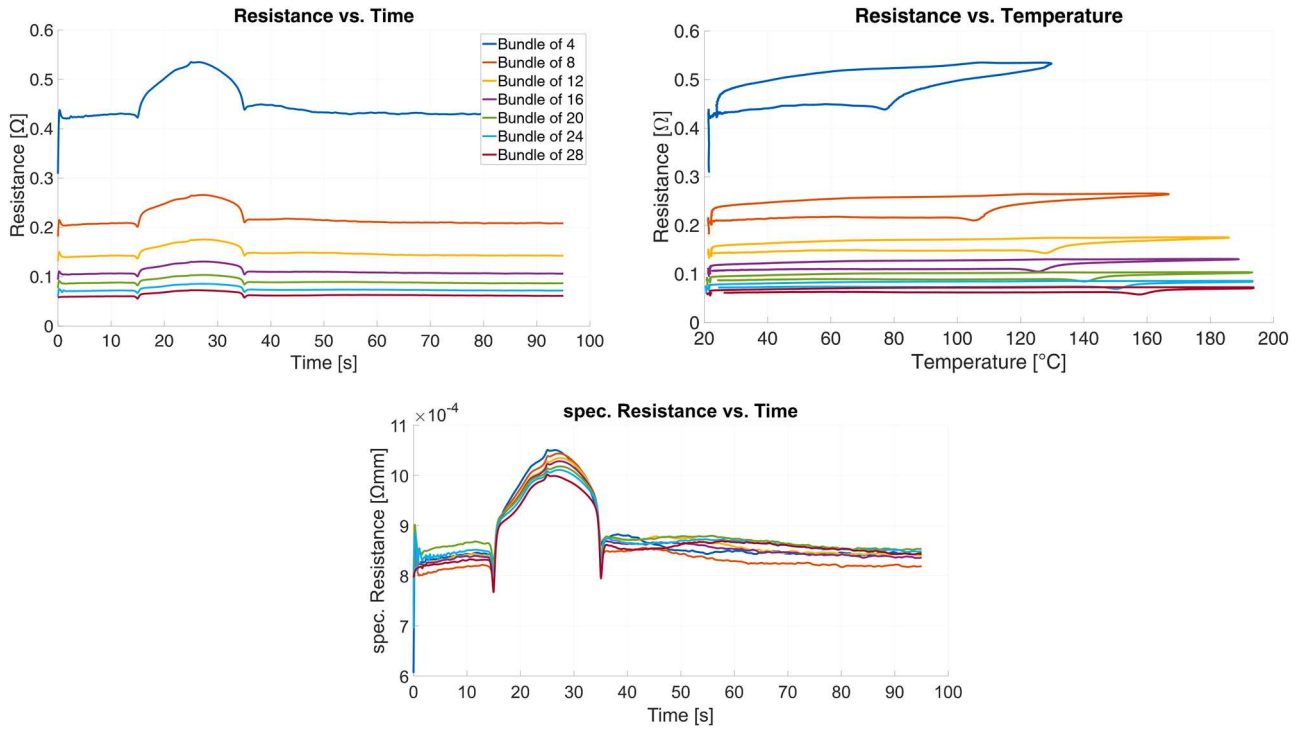 Resistance vs. Time
0.6
0.5
0.4
0.3
0.2
0.1
0
Resistance [Ω]
Bundle of 4
Bundle of 8
Bundle of 12
Bundle of 16
Bundle of 20
Bundle of 24
Bundle of 28
0 10 20 30 40 50 60 70 80 90 100
Time [s]
Resistance vs. Temperature
0.6
0.5
0.4
0.3
0.2
0.1
0
Resistance [Ω]
20 40 60 80 100 120 140 160 180 200
Temperature [°C]
spec. Resistance vs. Time
×10⁻⁴
11
10
9
8
7
6
spec. Resistance [Ωmm]
0 10 20 30 40 50 60 70 80 90 100
Time [s]